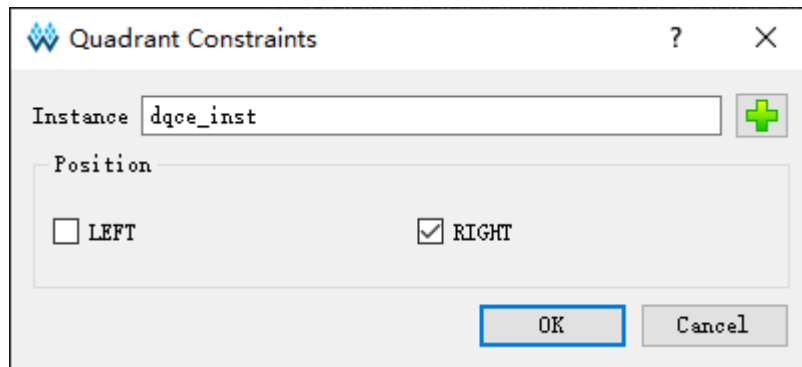 Quadrant Constraints ?
Instance dqce_inst
Position
LEFT RIGHT
OK Cancel